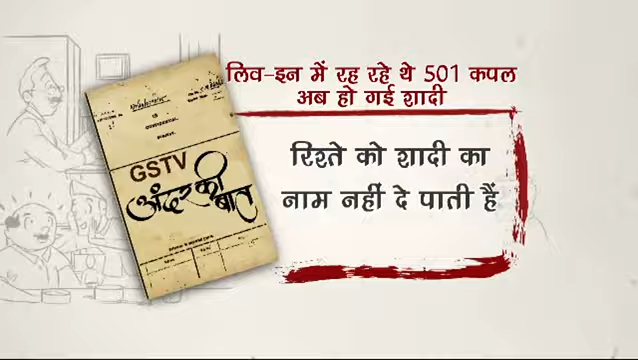 लिव-इन में रह रहे थे 501 कपल
अब हो गई शादी
रिश्ते को शादी का
नाम नहीं दे पाती हैं
GSTV
अंदर की
बात